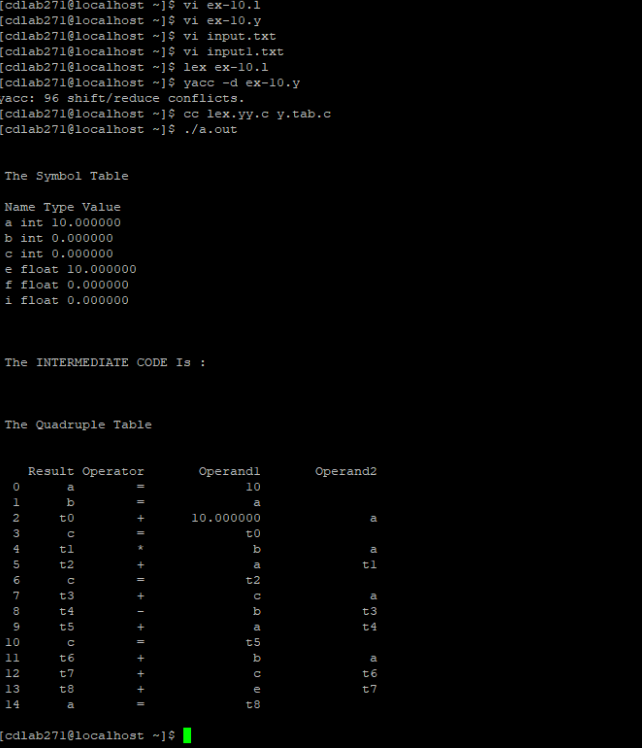 [cdlab271@localhost ~]$ vi ex-10.l
[cdlab271@localhost ~]$ vi ex-10.y
[cdlab271@localhost ~]$ vi input.txt
[cdlab271@localhost ~]$ vi input1.txt
[cdlab271@localhost ~]$ lex ex-10.l
[cdlab271@localhost ~]$ yacc -d ex-10.y
yacc: 96 shift/reduce conflicts.
[cdlab271@localhost ~]$ cc lex.yy.c y.tab.c
[cdlab271@localhost ~]$ ./a.out
The Symbol Table
Name Type Value
a int 10.000000
b int 0.000000
c int 0.000000
e float 10.000000
f float 0.000000
i float 0.000000
The INTERMEDIATE CODE Is :
The Quadruple Table
Result Operator Operand1 Operand2
0 a = 10
1 b = a
2 t0 + 10.000000 a
3 c = t0
4 t1 * b a
5 t2 + a t1
6 c = t2
7 t3 + c a
8 t4 - b t3
9 t5 + a t4
10 c = t5
11 t6 + b a
12 t7 + c t6
13 t8 + e t7
14 a = t8
[cdlab271@localhost ~]$